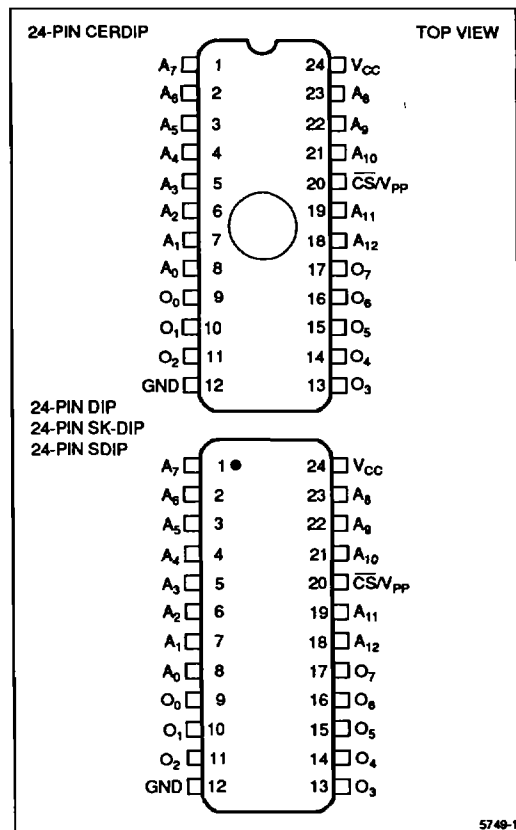 24-PIN CERDIP TOP VIEW
A7 1 24 VCC
A6 2 23 A8
A5 3 22 A9
A4 4 21 A10
A3 5 20 C̅S̅/VPP
A2 6 19 A11
A1 7 18 A12
A0 8 17 O7
O0 9 16 O6
O1 10 15 O5
O2 11 14 O4
GND 12 13 O3
24-PIN DIP
24-PIN SK-DIP
24-PIN SDIP
A7 1 24 VCC
A6 2 23 A8
A5 3 22 A9
A4 4 21 A10
A3 5 20 C̅S̅/VPP
A2 6 19 A11
A1 7 18 A12
A0 8 17 O7
O0 9 16 O6
O1 10 15 O5
O2 11 14 O4
GND 12 13 O3
5749-1